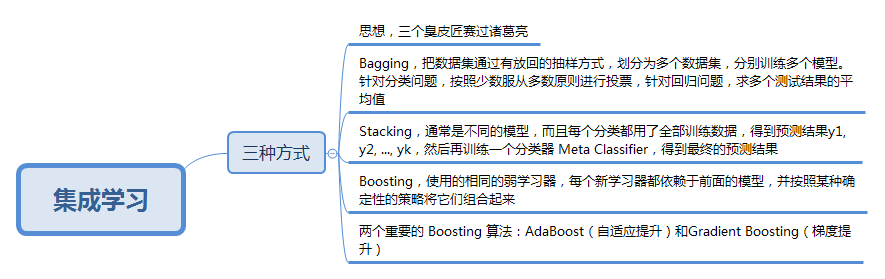 集成学习
三种方式
思想，三个皇皮匠赛过诸葛亮
Bagging，把数据集通过有放回的抽样方式，划分为多个数据集，分别训练多个模型。
针对分类问题，按照少数服从多数原则进行投票，针对回归问题，求多个测试结果的平
均值
Stacking，通常是不同的模型，而且每个分类都用了全部训练数据，得到预测结果y1,
y2, ..., yk，然后再训练一个分类器 Meta Classifier，得到最终的预测结果
Boosting，使用的相同的弱学习器，每个新学习器都依赖于前面的模型，并按照某种确
定性的策略将它们组合起来
两个重要的 Boosting 算法：AdaBoost（自适应提升）和Gradient Boosting（梯度提
升）